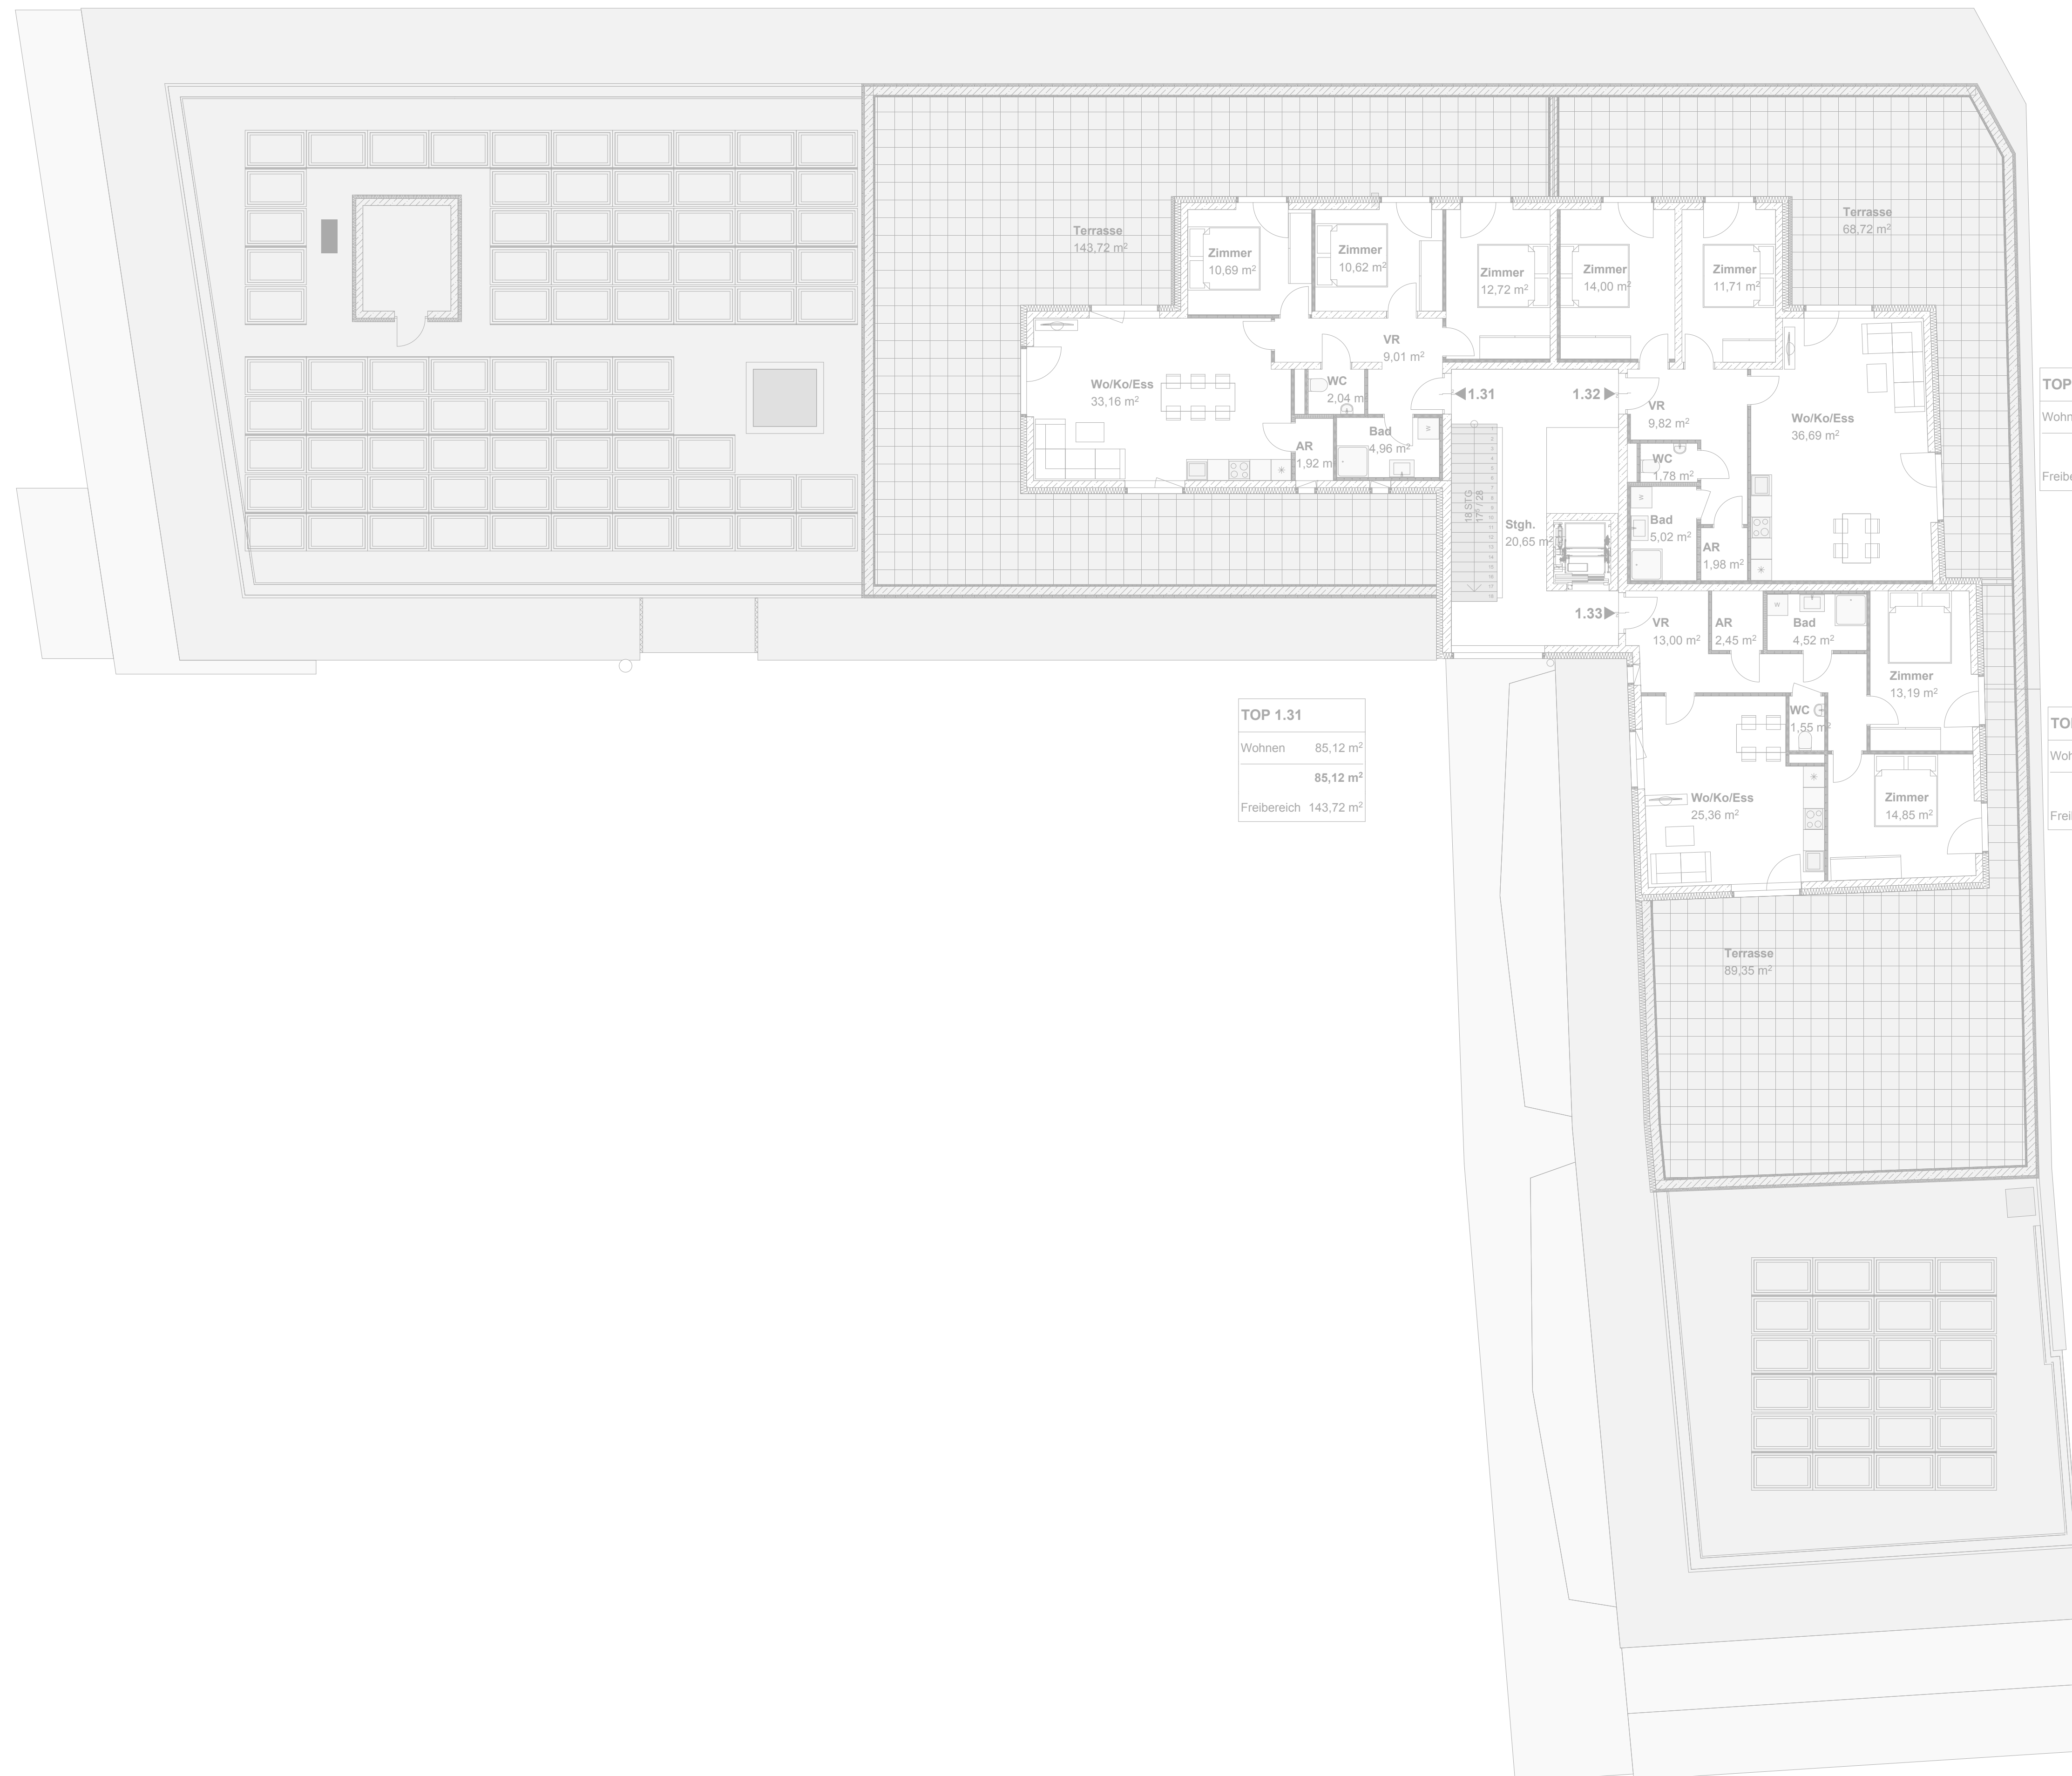 Terrasse
143,72 m²
Zimmer
10,69 m²
Zimmer
10,62 m²
Zimmer
12,72 m²
Zimmer
14,00 m²
Zimmer
11,71 m²
Terrasse
68,72 m²
VR
9,01 m²
Wo/Ko/Ess
33,16 m²
WC
2,04 m
AR
1,92 m
Bad
4,96 m²
W
1.31
1.32
VR
9,82 m²
Wo/Ko/Ess
36,69 m²
WC
1,78 m²
W
Bad
5,02 m²
AR
1,98 m²
18 STG
Stgh.
20,65 m²
1.33
VR
13,00 m²
AR
2,45 m²
W
Bad
4,52 m²
Zimmer
13,19 m²
WC
1,55 m²
Wo/Ko/Ess
25,36 m²
Zimmer
14,85 m²
Terrasse
89,35 m²
TOP 1.31
Wohnen 85,12 m²
85,12 m²
Freibereich 143,72 m²
TOP
Wohn
Freibe